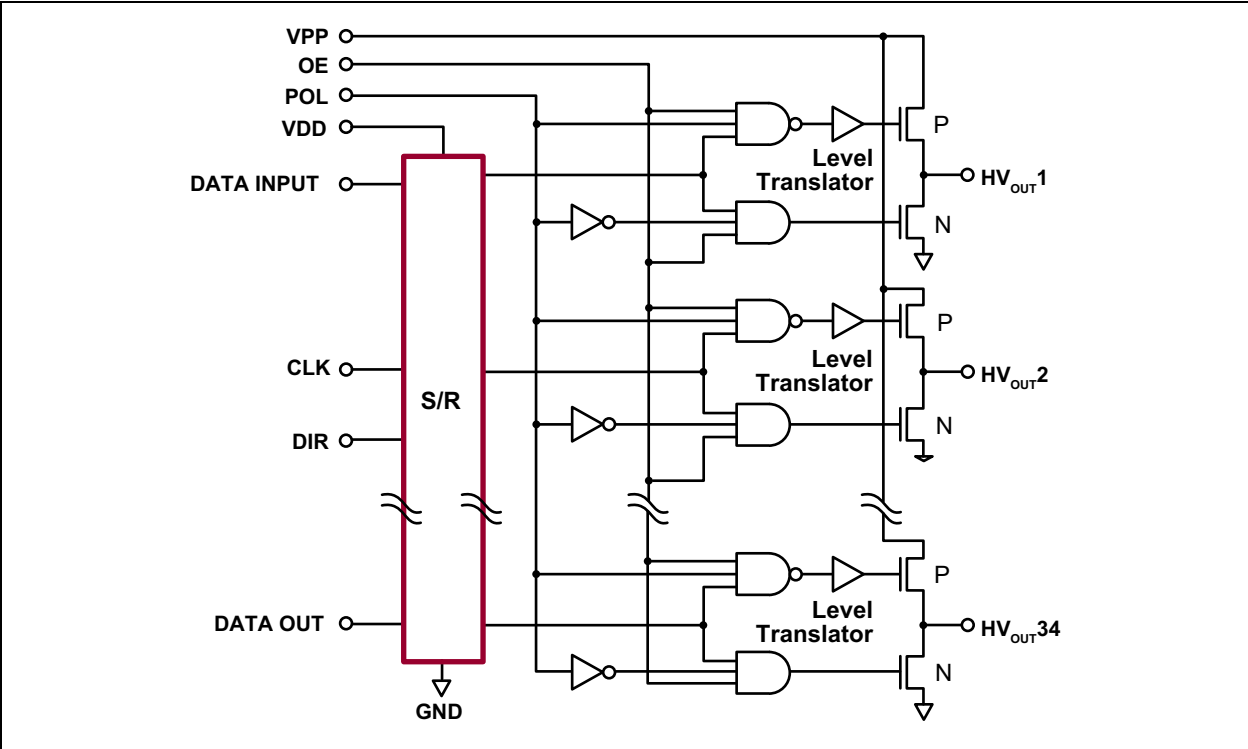 VPP
OE
POL
VDD
DATA INPUT
CLK
DIR
DATA OUT
S/R
GND
P
Level
Translator
HVOUT1
N
P
Level
Translator
HVOUT2
N
P
Level
Translator
HVOUT34
N